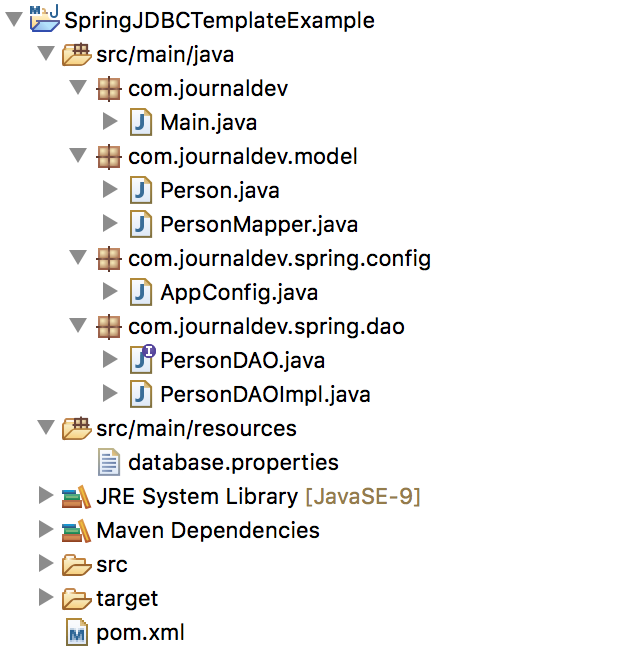 SpringJDBCTemplateExample
src/main/java
com.journaldev
Main.java
com.journaldev.model
Person.java
PersonMapper.java
com.journaldev.spring.config
AppConfig.java
com.journaldev.spring.dao
PersonDAO.java
PersonDAOImpl.java
src/main/resources
database.properties
JRE System Library [JavaSE-9]
Maven Dependencies
src
target
pom.xml